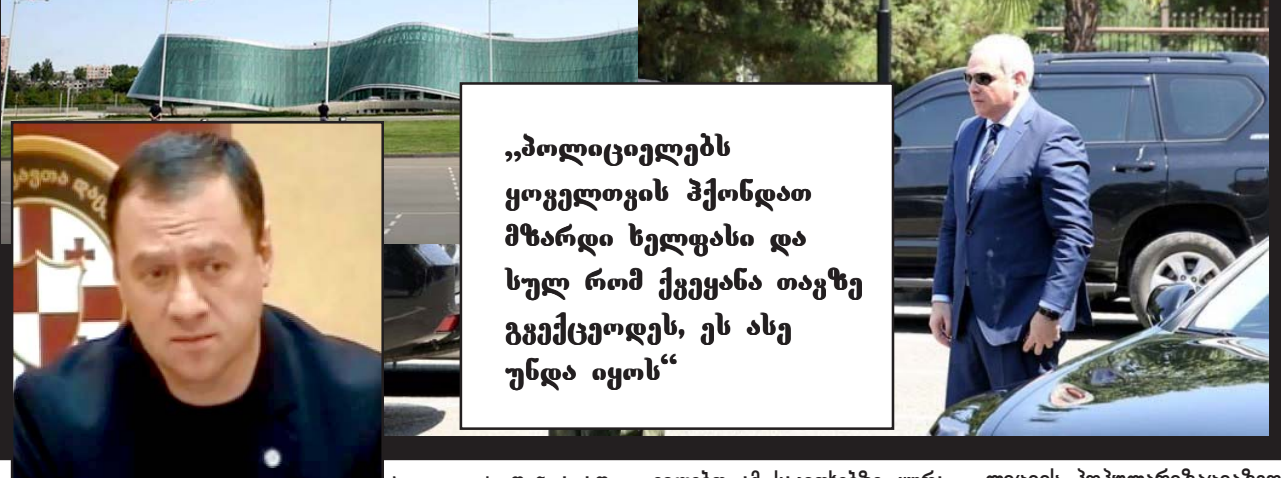 „პოლიციელებს
ყოველთვის ჰქონდათ
მზარდი ხელფასი და
სულ რომ ქვეყანა თავზე
გვექცეოდეს, ეს ასე
უნდა იყოს“